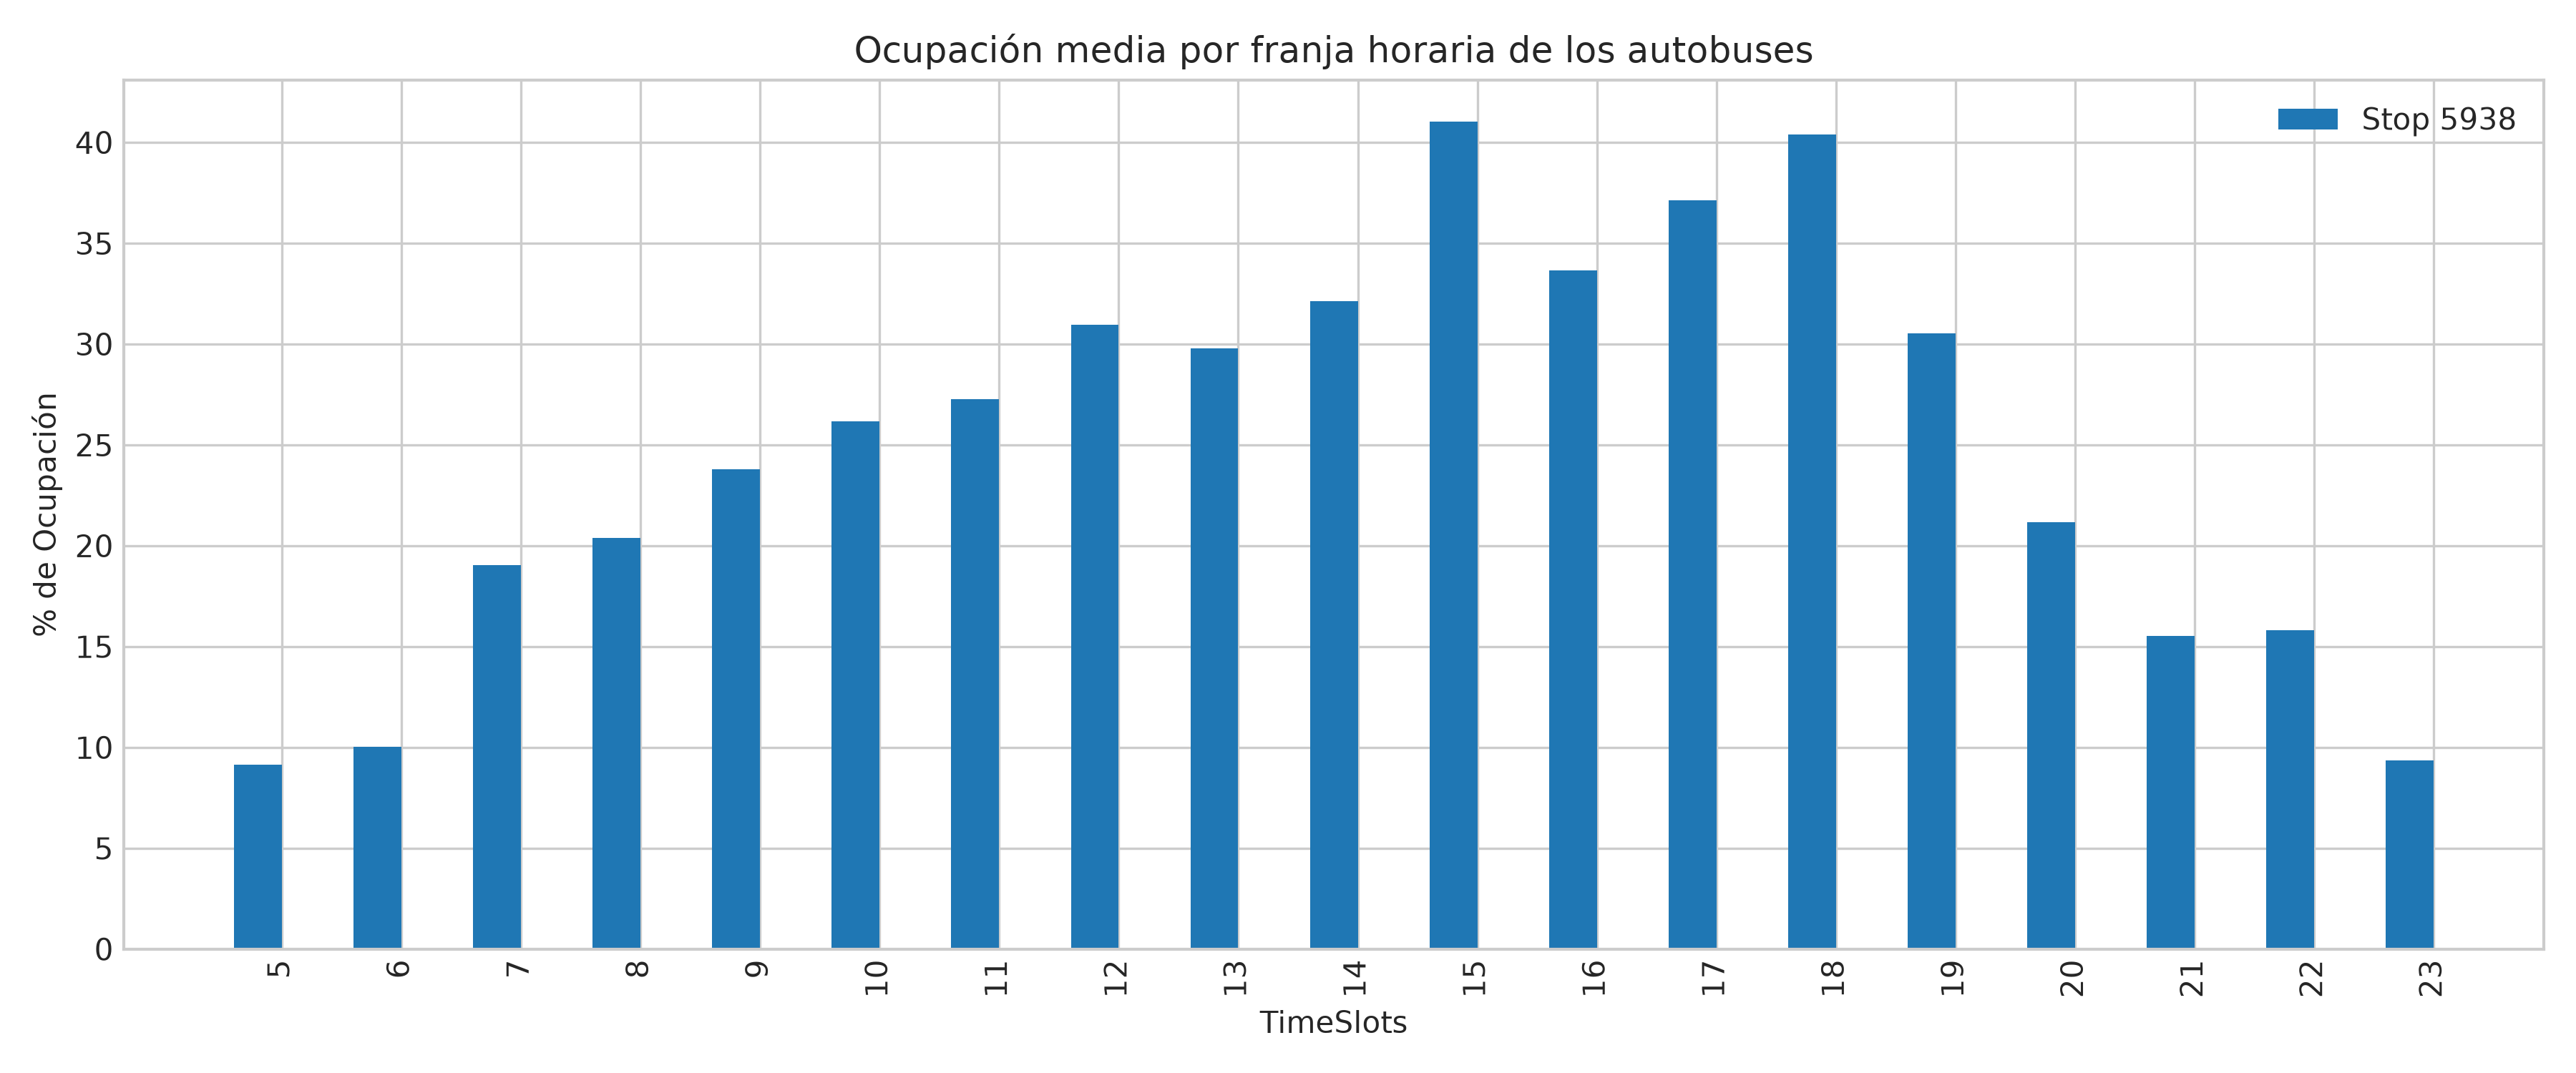 Ocupación media por franja horaria de los autobuses
Stop 5938
% de Ocupación
40
35
30
25
20
15
10
5
0
5 6 7 8 9 10 11 12 13 14 15 16 17 18 19 20 21 22 23
TimeSlots